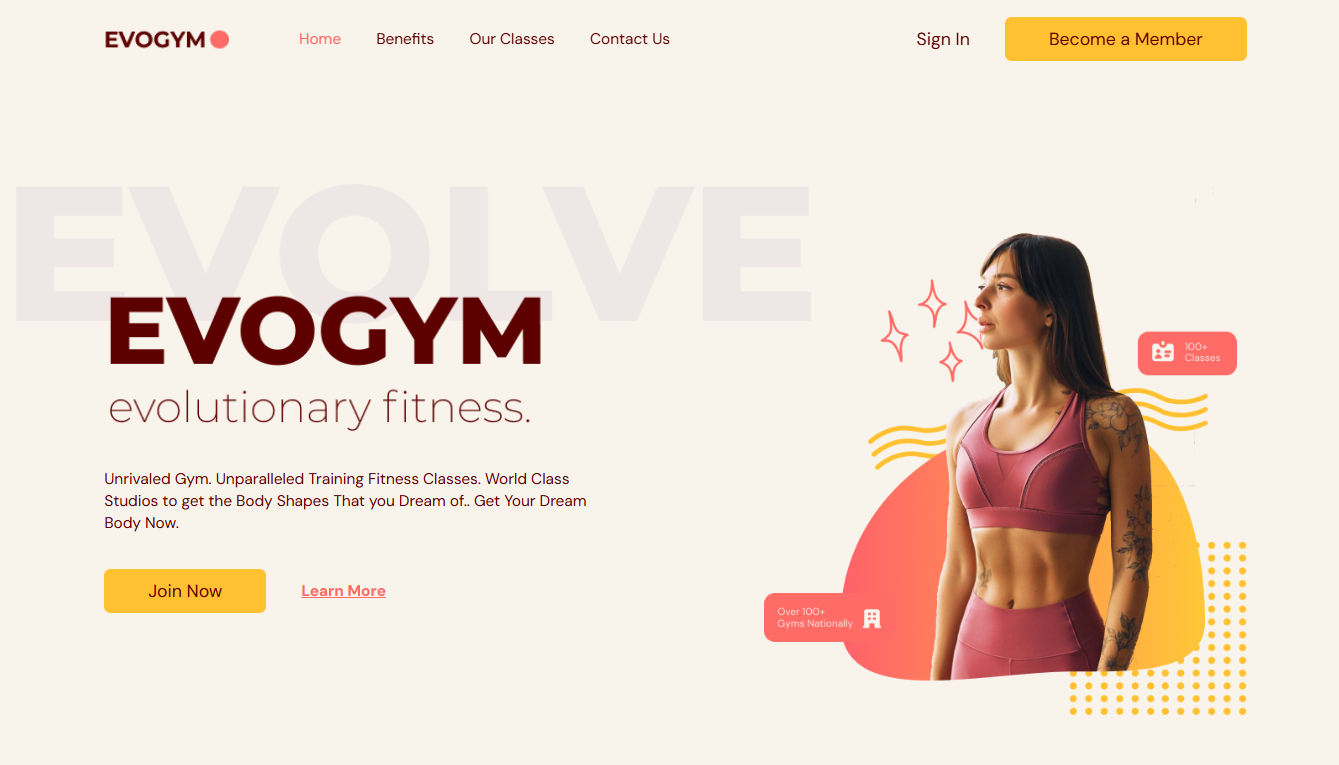 EVOGYM
Home Benefits Our Classes Contact Us
Sign In
Become a Member
EVOLVE
EVOGYM
evolutionary fitness.
Unrivaled Gym. Unparalleled Training Fitness Classes. World Class
Studios to get the Body Shapes That you Dream of.. Get Your Dream
Body Now.
Join Now
Learn More
100+
Classes
Over 100+
Gyms Nationally